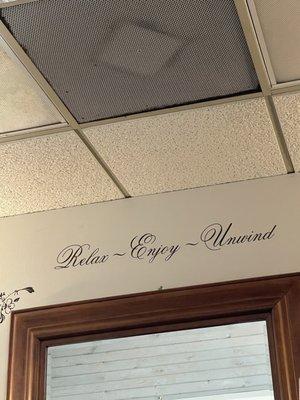 Relax ~ Enjoy ~ Unwind